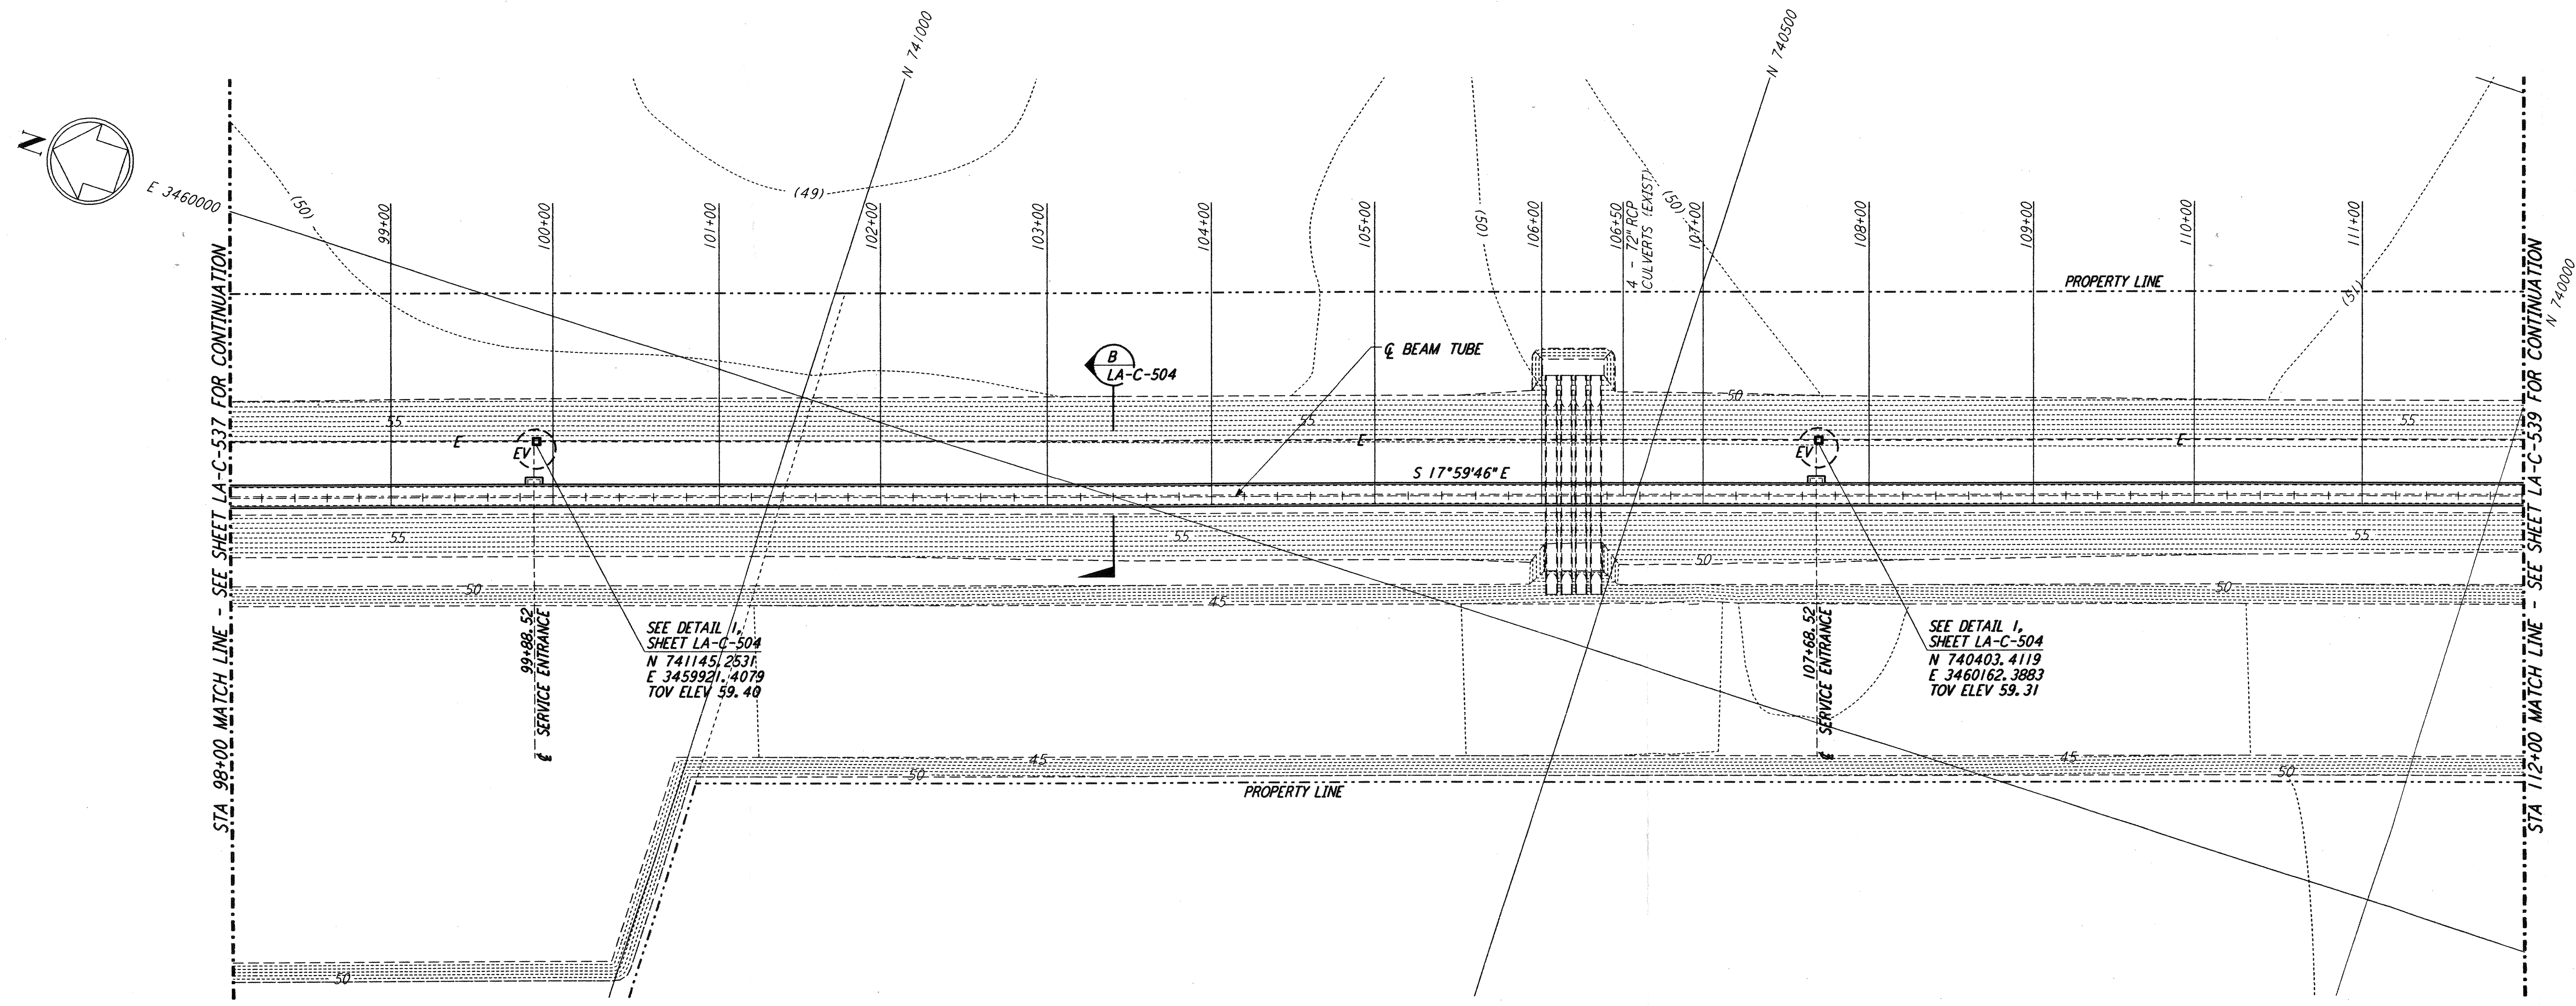 N
E 3460000
N 741000
N 740500
N 740000
STA 98+00 MATCH LINE - SEE SHEET LA-C-537 FOR CONTINUATION
(50)
(49)
(50)
(50)
(51)
99+00
100+00
101+00
102+00
103+00
104+00
105+00
106+00
106+50
4 - 72" RCP
CULVERTS (EXIST)
107+00
108+00
109+00
110+00
111+00
PROPERTY LINE
B
LA-C-504
℄ BEAM TUBE
55
55
50
55
E
EV
E
EV
E
S 17°59'46" E
55
55
50
55
50
45
50
99+88.52
℄ SERVICE ENTRANCE
SEE DETAIL 1,
SHEET LA-C-504
N 741145.2531
E 3459921.4079
TOV ELEV 59.40
107+68.52
℄ SERVICE ENTRANCE
SEE DETAIL 1,
SHEET LA-C-504
N 740403.4119
E 3460162.3883
TOV ELEV 59.31
50
45
45
50
PROPERTY LINE
50
STA 112+00 MATCH LINE - SEE SHEET LA-C-539 FOR CONTINUATION